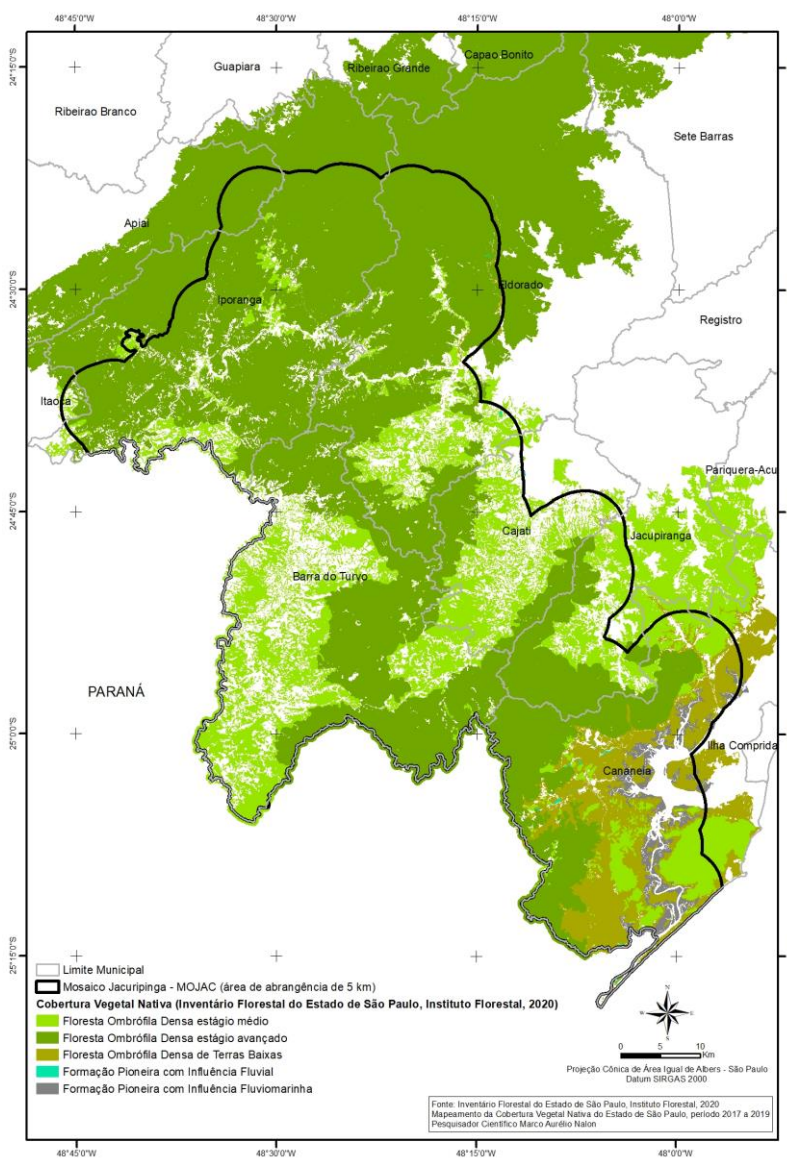 48°45'0"W 48°30'0"W 48°15'0"W 48°0'0"W
24°15'0"S
24°30'0"S
24°45'0"S
25°0'0"S
25°15'0"S
Capao Bonito
Guapiara
Ribeirao Grande
Ribeirao Branco
Sete Barras
Apiaí
Eldorado
Iporanga
Registro
Itaoca
Pariquera-Acu
Cajati
Jacupiranga
Barra do Turvo
PARANÁ
Ilha Comprida
Cananeia
Limite Municipal
Mosaico Jacuripinga - MOJAC (área de abrangência de 5 km)
Cobertura Vegetal Nativa (Inventário Florestal do Estado de São Paulo, Instituto Florestal, 2020)
Floresta Ombrófila Densa estágio médio
Floresta Ombrófila Densa estágio avançado
Floresta Ombrófila Densa de Terras Baixas
Formação Pioneira com Influência Fluvial
Formação Pioneira com Influência Fluviomarinha
N
W E
S
0 5 10
Km
Projeção Cônica de Área Igual de Albers - São Paulo
Datum SIRGAS 2000
Fonte: Inventário Florestal do Estado de São Paulo, Instituto Florestal, 2020
Mapeamento da Cobertura Vegetal Nativa do Estado de São Paulo, período 2017 a 2019
Pesquisador Científico Marco Aurélio Nalon
48°45'0"W 48°30'0"W 48°15'0"W 48°0'0"W